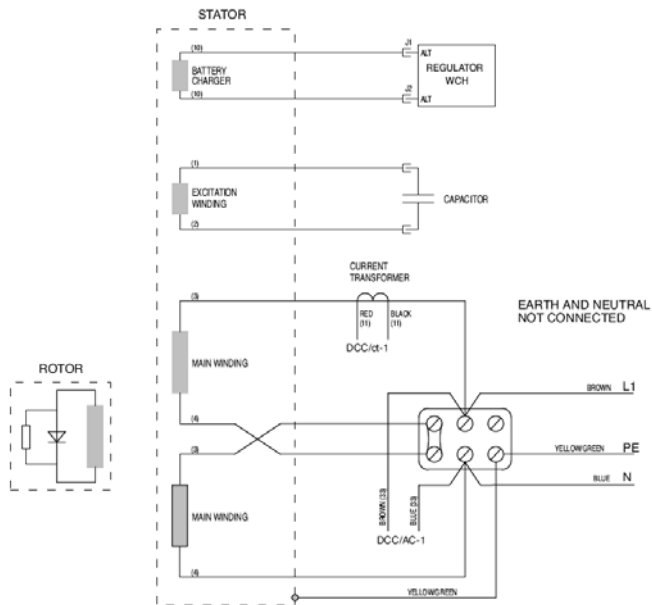 STATOR
(10)
BATTERY
CHARGER
(10)
J1
ALT
REGULATOR
WCH
ALT
(1)
EXCITATION
WINDING
(2)
CAPACITOR
CURRENT
TRANSFORMER
(3)
RED
(11)
BLACK
(11)
DCC/ct-1
EARTH AND NEUTRAL
NOT CONNECTED
MAIN WINDING
ROTOR
BROWN L1
(4)
(3)
YELLOW/GREEN PE
BLUE N
BROWN (33)
BLUE (33)
MAIN WINDING
DCC/AC-1
(4)
YELLOW/GREEN